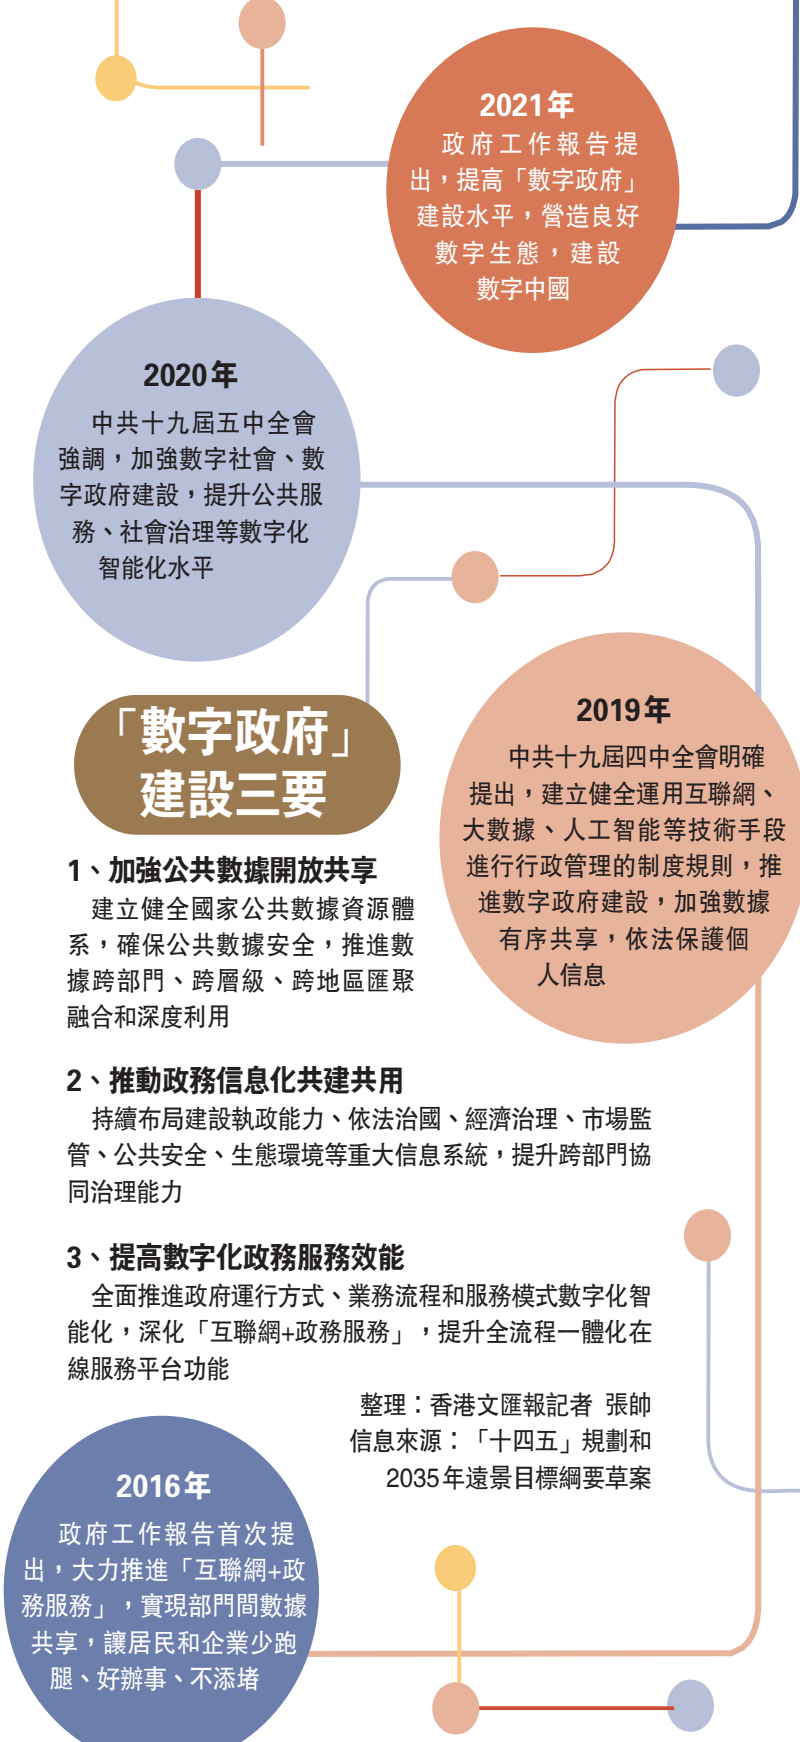 2021年
政府工作報告提
出，提高「數字政府」
建設水平，營造良好
數字生態，建設
數字中國
2020年
中共十九屆五中全會
強調，加強數字社會、數
字政府建設，提升公共服
務、社會治理等數字化
智能化水平
2019年
中共十九屆四中全會明確
提出，建立健全運用互聯網、
大數據、人工智能等技術手段
進行行政管理的制度規則，推
進數字政府建設，加強數據
有序共享，依法保護個
人信息
「數字政府」
建設三要
1、加強公共數據開放共享
建立健全國家公共數據資源體
系，確保公共數據安全，推進數
據跨部門、跨層級、跨地區匯聚
融合和深度利用
2、推動政務信息化共建共用
持續布局建設執政能力、依法治國、經濟治理、市場監
管、公共安全、生態環境等重大信息系統，提升跨部門協
同治理能力
3、提高數字化政務服務效能
全面推進政府運行方式、業務流程和服務模式數字化智
能化，深化「互聯網+政務服務」，提升全流程一體化在
線服務平台功能
整理：香港文匯報記者 張帥
信息來源：「十四五」規劃和
2035年遠景目標綱要草案
2016年
政府工作報告首次提
出，大力推進「互聯網+政
務服務」，實現部門間數據
共享，讓居民和企業少跑
腿、好辦事、不添堵